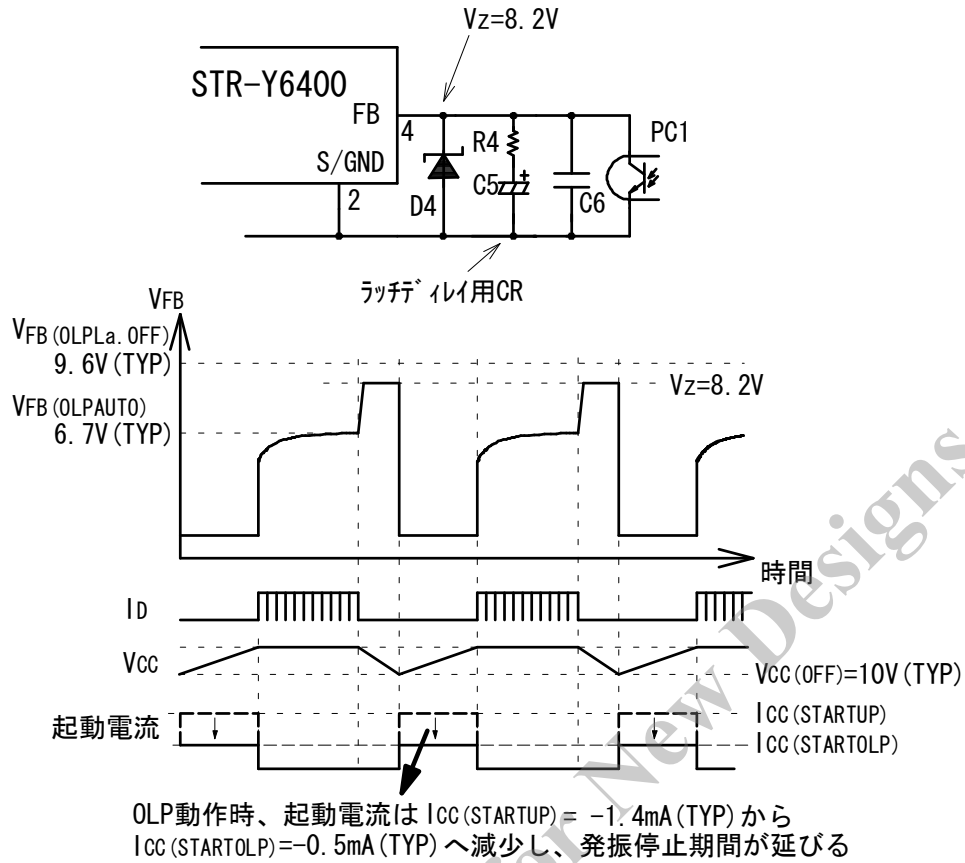 Vz=8.2V
STR-Y6400
FB
4
S/GND
2
D4
R4
C5
+
C6
PC1
ラッチディレイ用CR
VFB
VFB(OLPLa.OFF)
9.6V(TYP)
Vz=8.2V
VFB(OLPAUTO)
6.7V(TYP)
時間
ID
VCC
VCC(OFF)=10V(TYP)
起動電流
ICC(STARTUP)
ICC(STARTOLP)
OLP動作時、起動電流はICC(STARTUP)= -1.4mA(TYP)から
ICC(STARTOLP)=-0.5mA(TYP)へ減少し、発振停止期間が延びる
for New Designs